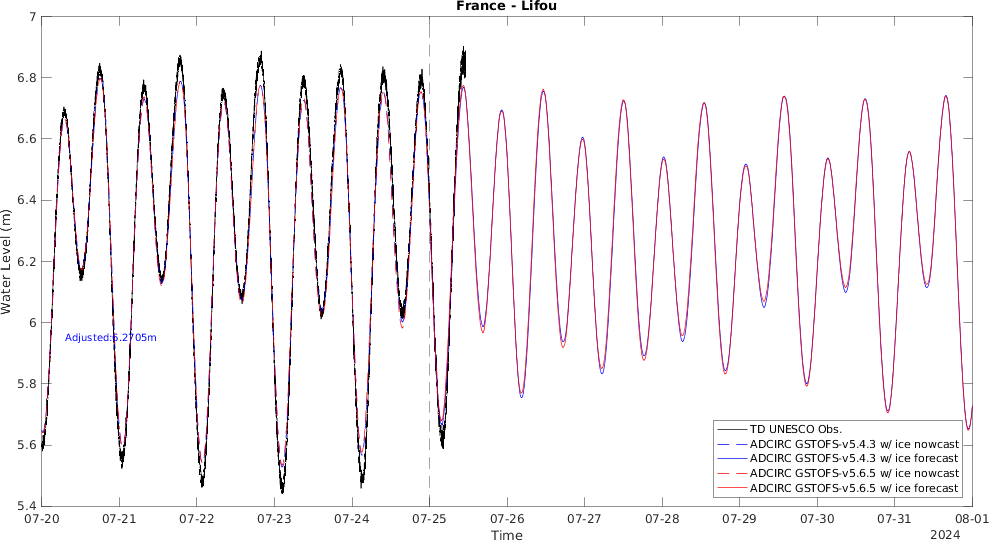 France - Lifou
7
6.8
6.6
6.4
6.2
6
5.8
5.6
5.4
Water Level (m)
Adjusted:6.2705m
TD UNESCO Obs.
ADCIRC GSTOFS-v5.4.3 w/ ice nowcast
ADCIRC GSTOFS-v5.4.3 w/ ice forecast
ADCIRC GSTOFS-v5.6.5 w/ ice nowcast
ADCIRC GSTOFS-v5.6.5 w/ ice forecast
07-20 07-21 07-22 07-23 07-24 07-25 07-26 07-27 07-28 07-29 07-30 07-31 08-01
Time
2024